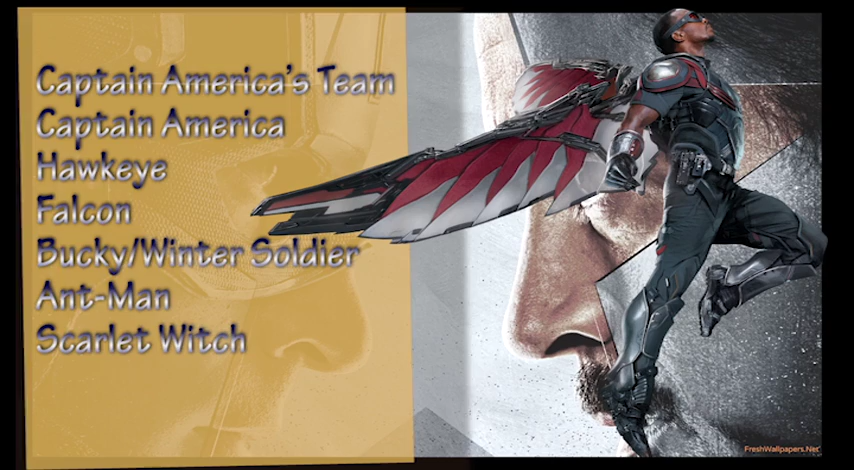 Captain America's Team
Captain America
Hawkeye
Falcon
Bucky/Winter Soldier
Ant-Man
Scarlet Witch
FreshWallpapers.Net